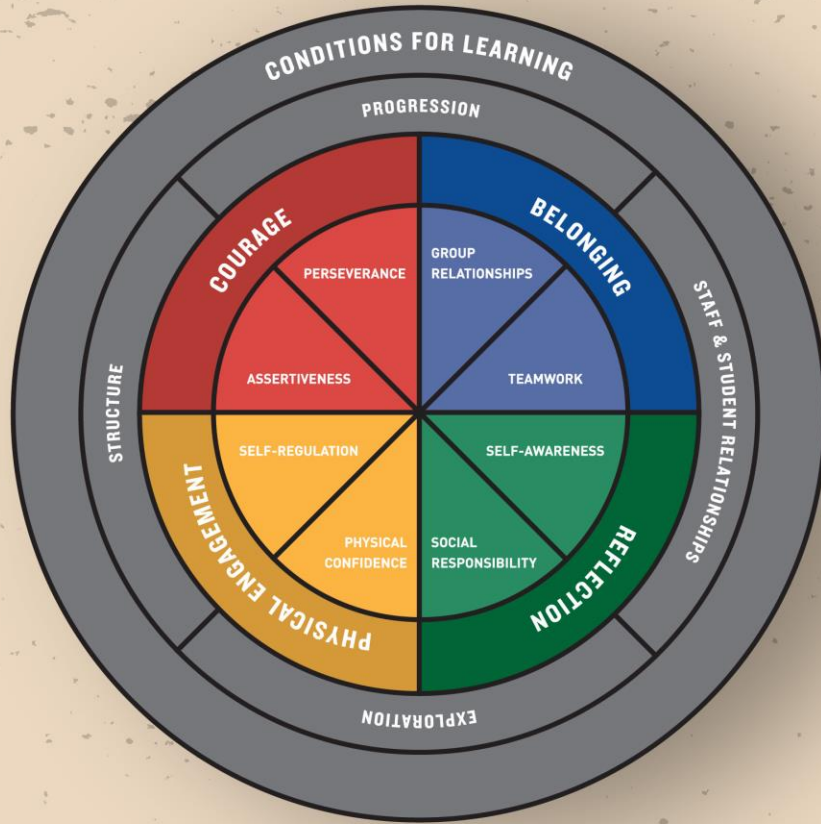 CONDITIONS FOR LEARNING
PROGRESSION
STRUCTURE
STAFF & STUDENT RELATIONSHIPS
EXPLORATION
COURAGE
BELONGING
PHYSICAL ENGAGEMENT
REFLECTION
PERSEVERANCE
GROUP
RELATIONSHIPS
ASSERTIVENESS
TEAMWORK
SELF-REGULATION
SELF-AWARENESS
PHYSICAL
CONFIDENCE
SOCIAL
RESPONSIBILITY